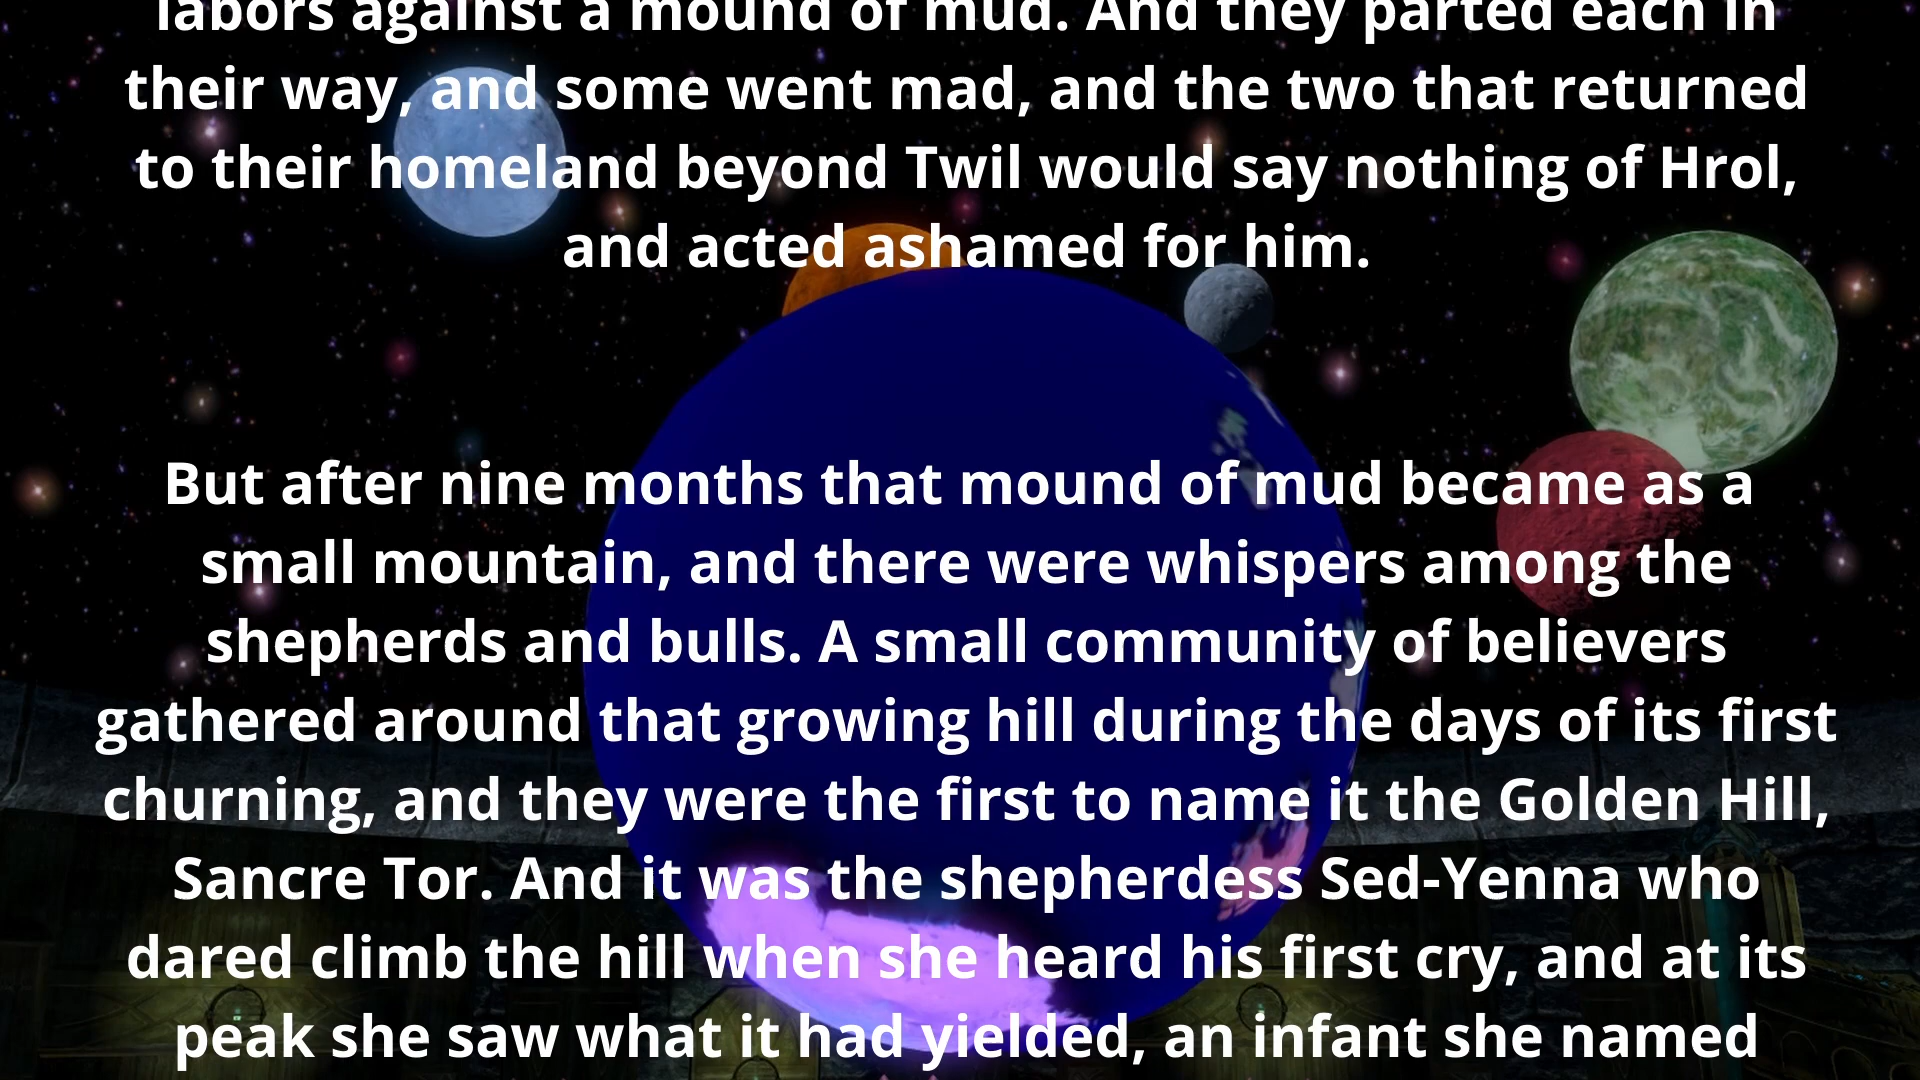 labors against a mound of mud. And they parted each in
their way, and some went mad, and the two that returned
to their homeland beyond Twil would say nothing of Hrol,
and acted ashamed for him.
But after nine months that mound of mud became as a
small mountain, and there were whispers among the
shepherds and bulls. A small community of believers
gathered around that growing hill during the days of its first
churning, and they were the first to name it the Golden Hill,
Sancre Tor. And it was the shepherdess Sed-Yenna who
dared climb the hill when she heard his first cry, and at its
peak she saw what it had yielded, an infant she named